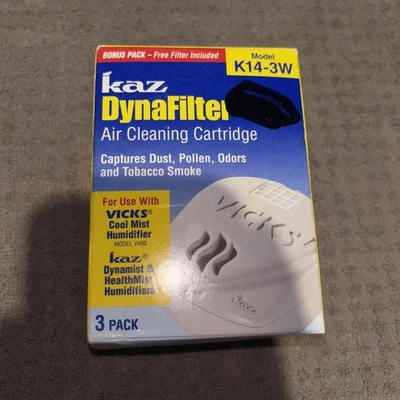 BONUS PACK – Free Filter Included
Model
K14-3W
kaz
DynaFilter
Air Cleaning Cartridge
Captures Dust, Pollen, Odors
and Tobacco Smoke
For Use With
VICKS®
Cool Mist
Humidifier
MODEL V400
kaz®
Dynamist &
HealthMist
Humidifiers
VICKS
3 PACK